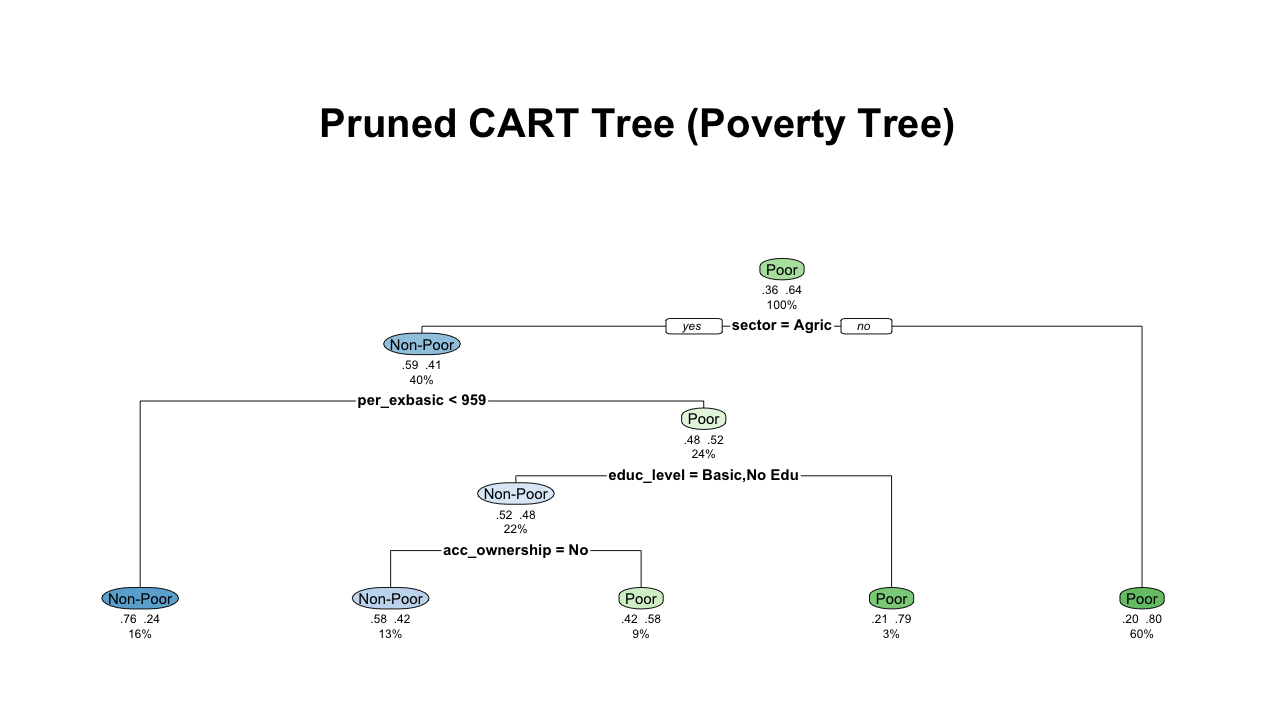 Pruned CART Tree (Poverty Tree)
Poor
.36 .64
100%
yes sector = Agric no
Non-Poor
.59 .41
40%
per_exbasic < 959
Poor
.48 .52
24%
educ_level = Basic,No Edu
Non-Poor
.52 .48
22%
acc_ownership = No
Non-Poor Non-Poor Poor Poor Poor
.76 .24 .58 .42 .42 .58 .21 .79 .20 .80
16% 13% 9% 3% 60%